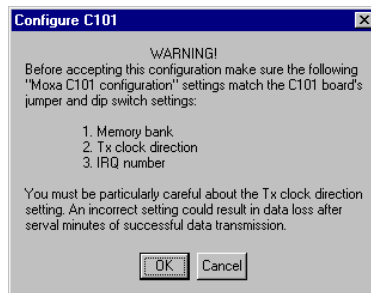 Configure C101
WARNING!
Before accepting this configuration make sure the following
"Moxa C101 configuration" settings match the C101 board's
jumper and dip switch settings:
1. Memory bank
2. Tx clock direction
3. IRQ number
You must be particularly careful about the Tx clock direction
setting. An incorrect setting could result in data loss after
serval minutes of successful data transmission.
OK Cancel